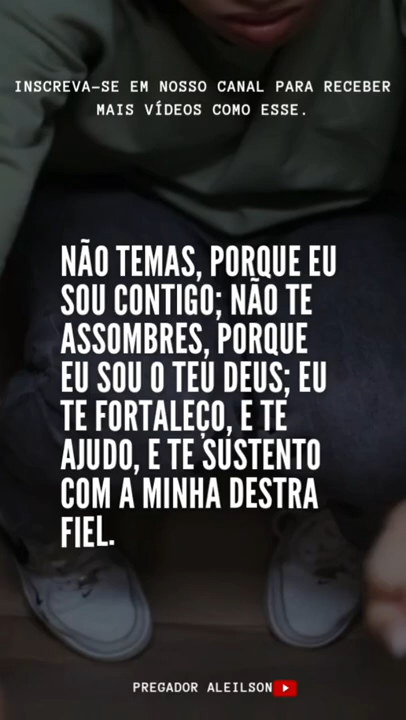 INSCREVA-SE EM NOSSO CANAL PARA RECEBER
MAIS VÍDEOS COMO ESSE.
NÃO TEMAS, PORQUE EU
SOU CONTIGO; NÃO TE
ASSOMBRES, PORQUE
EU SOU O TEU DEUS; EU
TE FORTALEÇO, E TE
AJUDO, E TE SUSTENTO
COM A MINHA DESTRA
FIEL.
PREGADOR ALEILSON